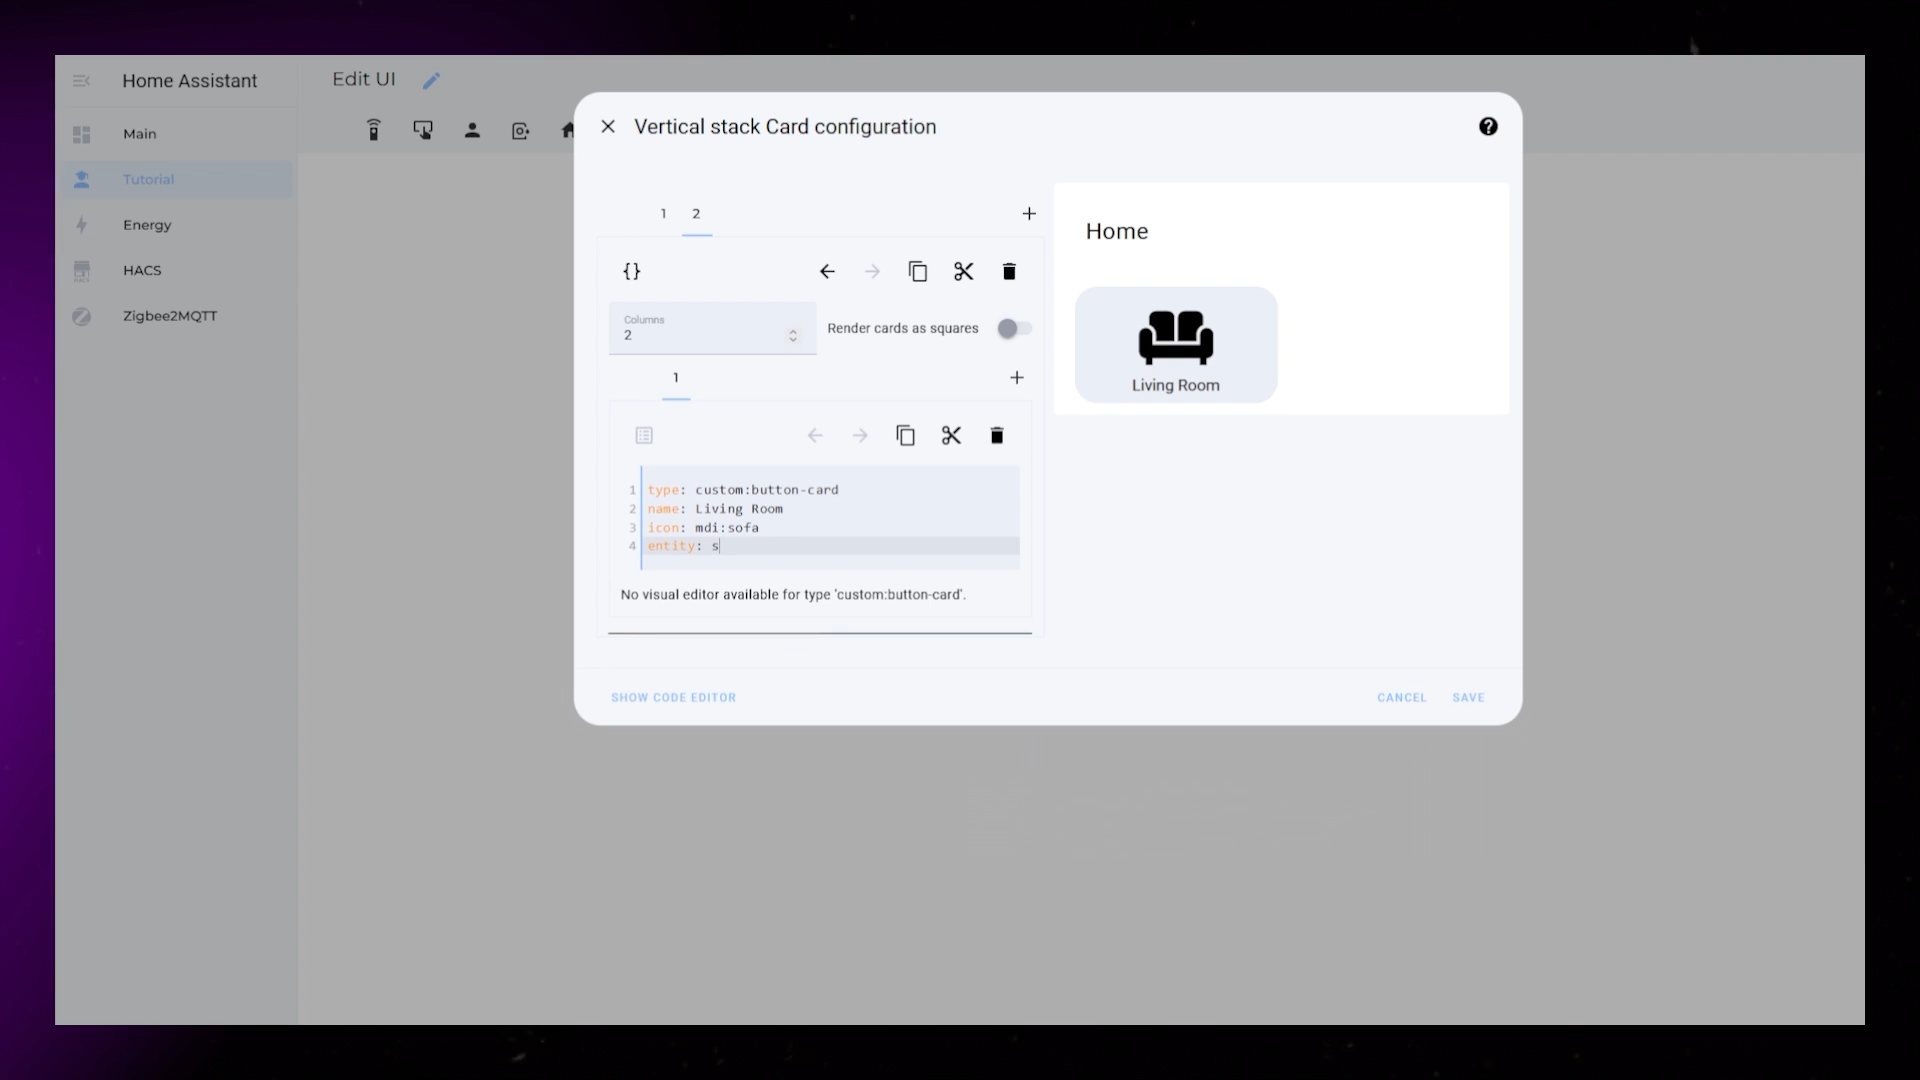 Home Assistant
Edit UI
Main
Tutorial
Energy
HACS
Zigbee2MQTT
Vertical stack Card configuration
1 2
{}
Columns
2
Render cards as squares
1
1 type: custom:button-card
2 name: Living Room
3 icon: mdi:sofa
4 entity: s
No visual editor available for type 'custom:button-card'.
Home
Living Room
SHOW CODE EDITOR
CANCEL
SAVE